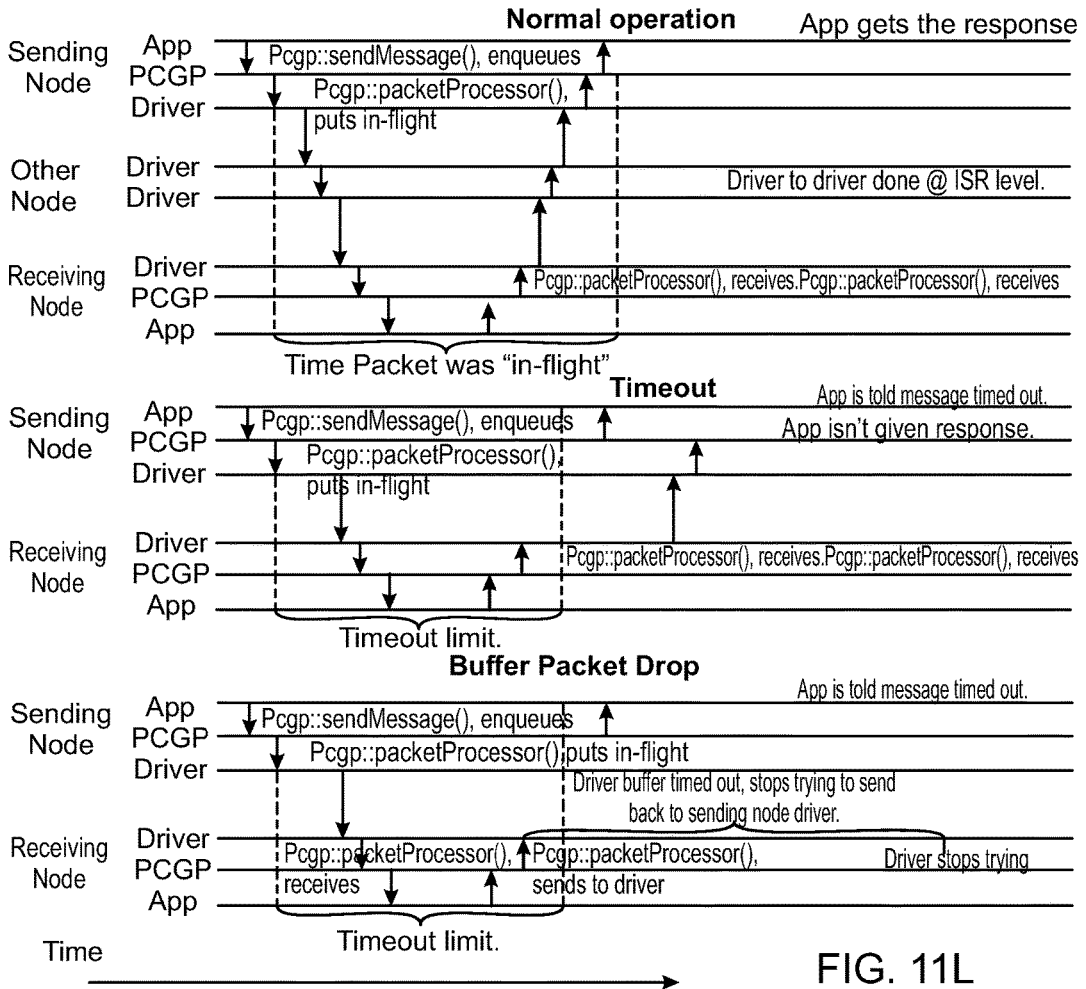 Normal operation
App gets the response
Sending
Node
App
PCGP
Driver
Pcgp::sendMessage(), enqueues
Pcgp::packetProcessor(),
puts in-flight
Other
Node
Driver
Driver
Driver to driver done @ ISR level.
Receiving
Node
Driver
PCGP
App
Pcgp::packetProcessor(), receives.Pcgp::packetProcessor(), receives
Time Packet was “in-flight”
Timeout
App is told message timed out.
Sending
Node
App
PCGP
Driver
Pcgp::sendMessage(), enqueues
App isn’t given response.
Pcgp::packetProcessor(),
puts in-flight
Receiving
Node
Driver
PCGP
App
Pcgp::packetProcessor(), receives.Pcgp::packetProcessor(), receives
Timeout limit.
Buffer Packet Drop
App is told message timed out.
Sending
Node
App
PCGP
Driver
Pcgp::sendMessage(), enqueues
Pcgp::packetProcessor(),puts in-flight
Driver buffer timed out, stops trying to send
back to sending node driver.
Receiving
Node
Driver
PCGP
App
Pcgp::packetProcessor(),
receives
Pcgp::packetProcessor(),
sends to driver
Driver stops trying
Timeout limit.
Time
FIG. 11L